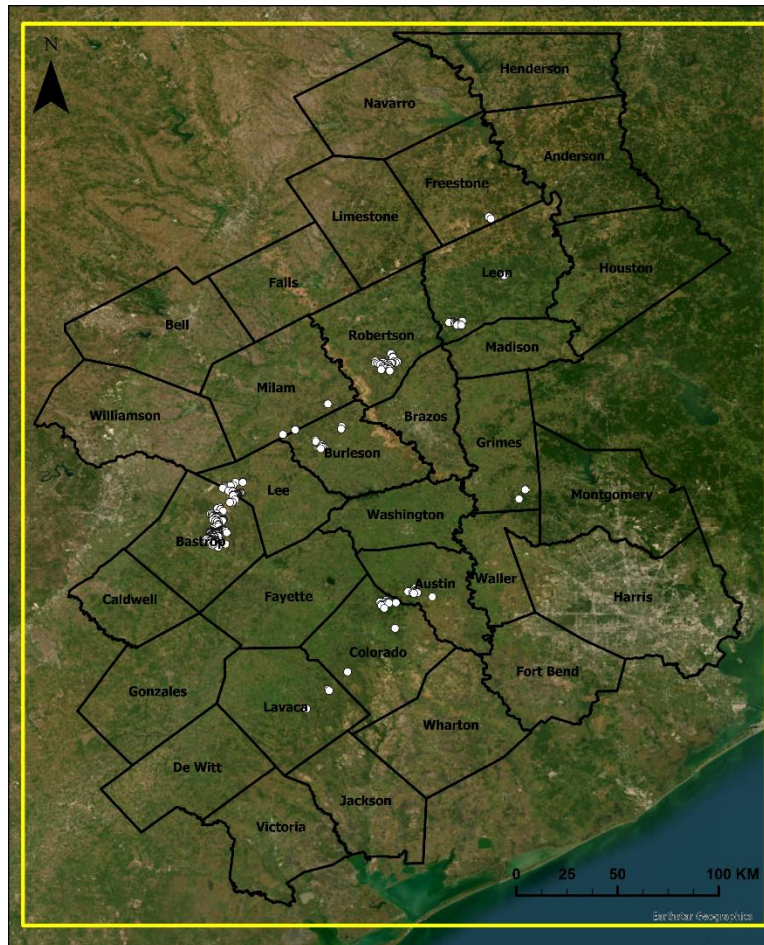 N
Henderson
Navarro
Anderson
Freestone
Limestone
Houston
Leon
Falls
Bell
Robertson
Madison
Milam
Williamson
Brazos
Grimes
Burleson
Lee
Montgomery
Washington
Bastrop
Waller
Austin
Caldwell
Fayette
Harris
Colorado
Fort Bend
Gonzales
Lavaca
Wharton
De Witt
Jackson
Victoria
0 25 50 100 KM
Earthstar Geographics